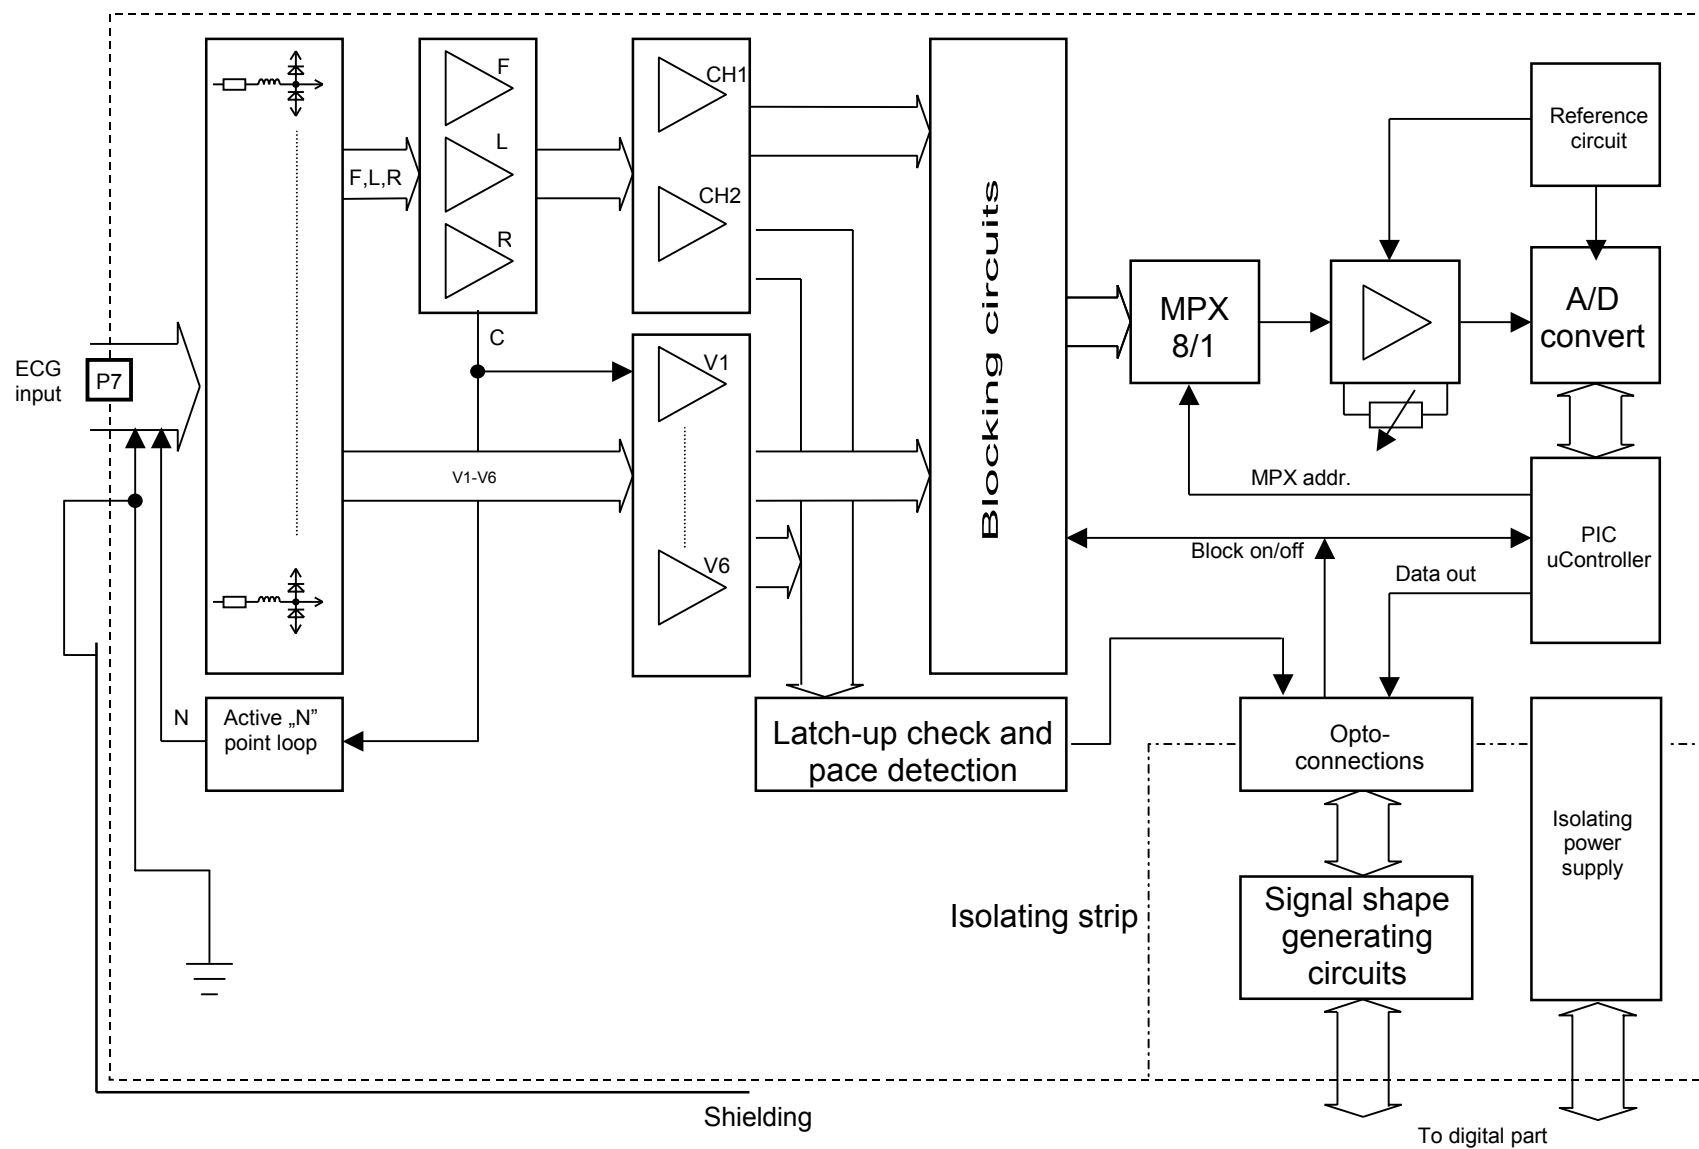 F
L
R
F,L,R
CH1
CH2
Blocking circuits
Reference
circuit
MPX
8/1
A/D
convert
C
V1
V6
V1-V6
ECG
input
P7
MPX addr.
Block on/off
Data out
PIC
uController
N
Active „N”
point loop
Latch-up check and
pace detection
Opto-
connections
Isolating
power
supply
Isolating strip
Signal shape
generating
circuits
Shielding
To digital part